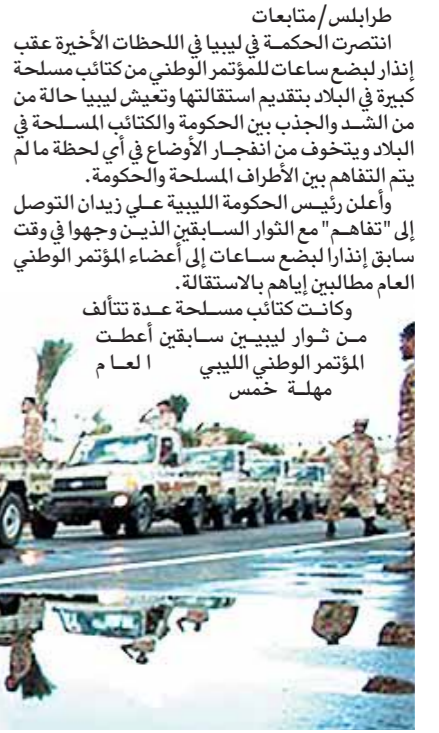 طرابلس/متابعات
انتصرت الحكمة في ليبيا في اللحظات الأخيرة عقب
إنذار لبضع ساعات للمؤتمر الوطني من كتائب مسلحة
كبيرة في البلاد بتقديم استقالتها وتعيش ليبيا حالة من
من الشد والجذب بين الحكومة والكتائب المسلحة في
البلاد ويتخوف من انفجار الأوضاع في أي لحظة ما لم
يتم التفاهم بين الأطراف المسلحة والحكومة.
وأعلن رئيس الحكومة الليبية علي زيدان التوصل
إلى "تفاهم" مع الثوار السابقين الذين وجهوا في وقت
سابق إنذارا لبضع ساعات إلى أعضاء المؤتمر الوطني
العام مطالبين إياهم بالاستقالة.
وكانت كتائب مسلحة عدة تتألف
من ثوار ليبيين سابقين أعطت
المؤتمر الوطني الليبي العام
مهلة خمس